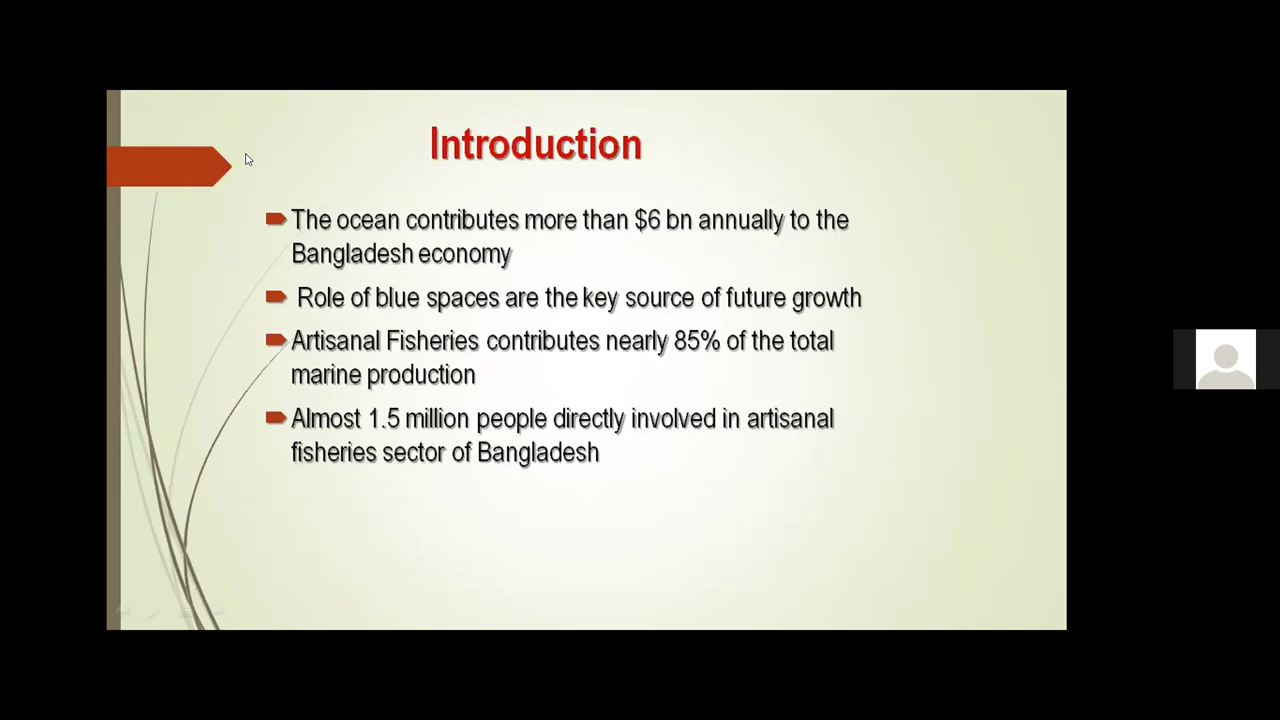 Introduction
The ocean contributes more than $6 bn annually to the
Bangladesh economy
Role of blue spaces are the key source of future growth
Artisanal Fisheries contributes nearly 85% of the total
marine production
Almost 1.5 million people directly involved in artisanal
fisheries sector of Bangladesh